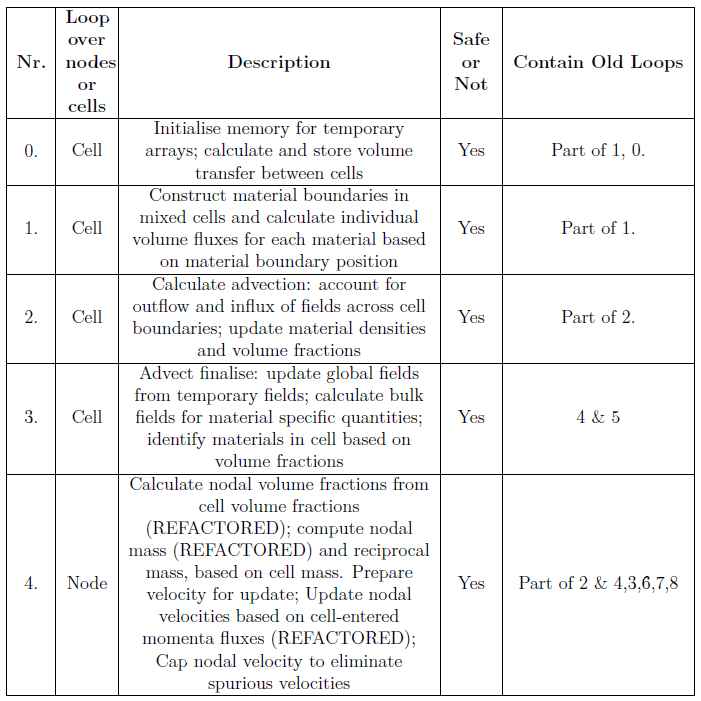 Nr.
Loop
over
nodes
or
cells
Description
Safe
or
Not
Contain Old Loops
0.
Cell
Initialise memory for temporary
arrays; calculate and store volume
transfer between cells
Yes
Part of 1, 0.
1.
Cell
Construct material boundaries in
mixed cells and calculate individual
volume fluxes for each material based
on material boundary position
Yes
Part of 1.
2.
Cell
Calculate advection: account for
outflow and influx of fields across cell
boundaries; update material densities
and volume fractions
Yes
Part of 2.
3.
Cell
Advect finalise: update global fields
from temporary fields; calculate bulk
fields for material specific quantities;
identify materials in cell based on
volume fractions
Yes
4 & 5
4.
Node
Calculate nodal volume fractions from
cell volume fractions
(REFACTORED); compute nodal
mass (REFACTORED) and reciprocal
mass, based on cell mass. Prepare
velocity for update; Update nodal
velocities based on cell-entered
momenta fluxes (REFACTORED);
Cap nodal velocity to eliminate
spurious velocities
Yes
Part of 2 & 4,3,6,7,8